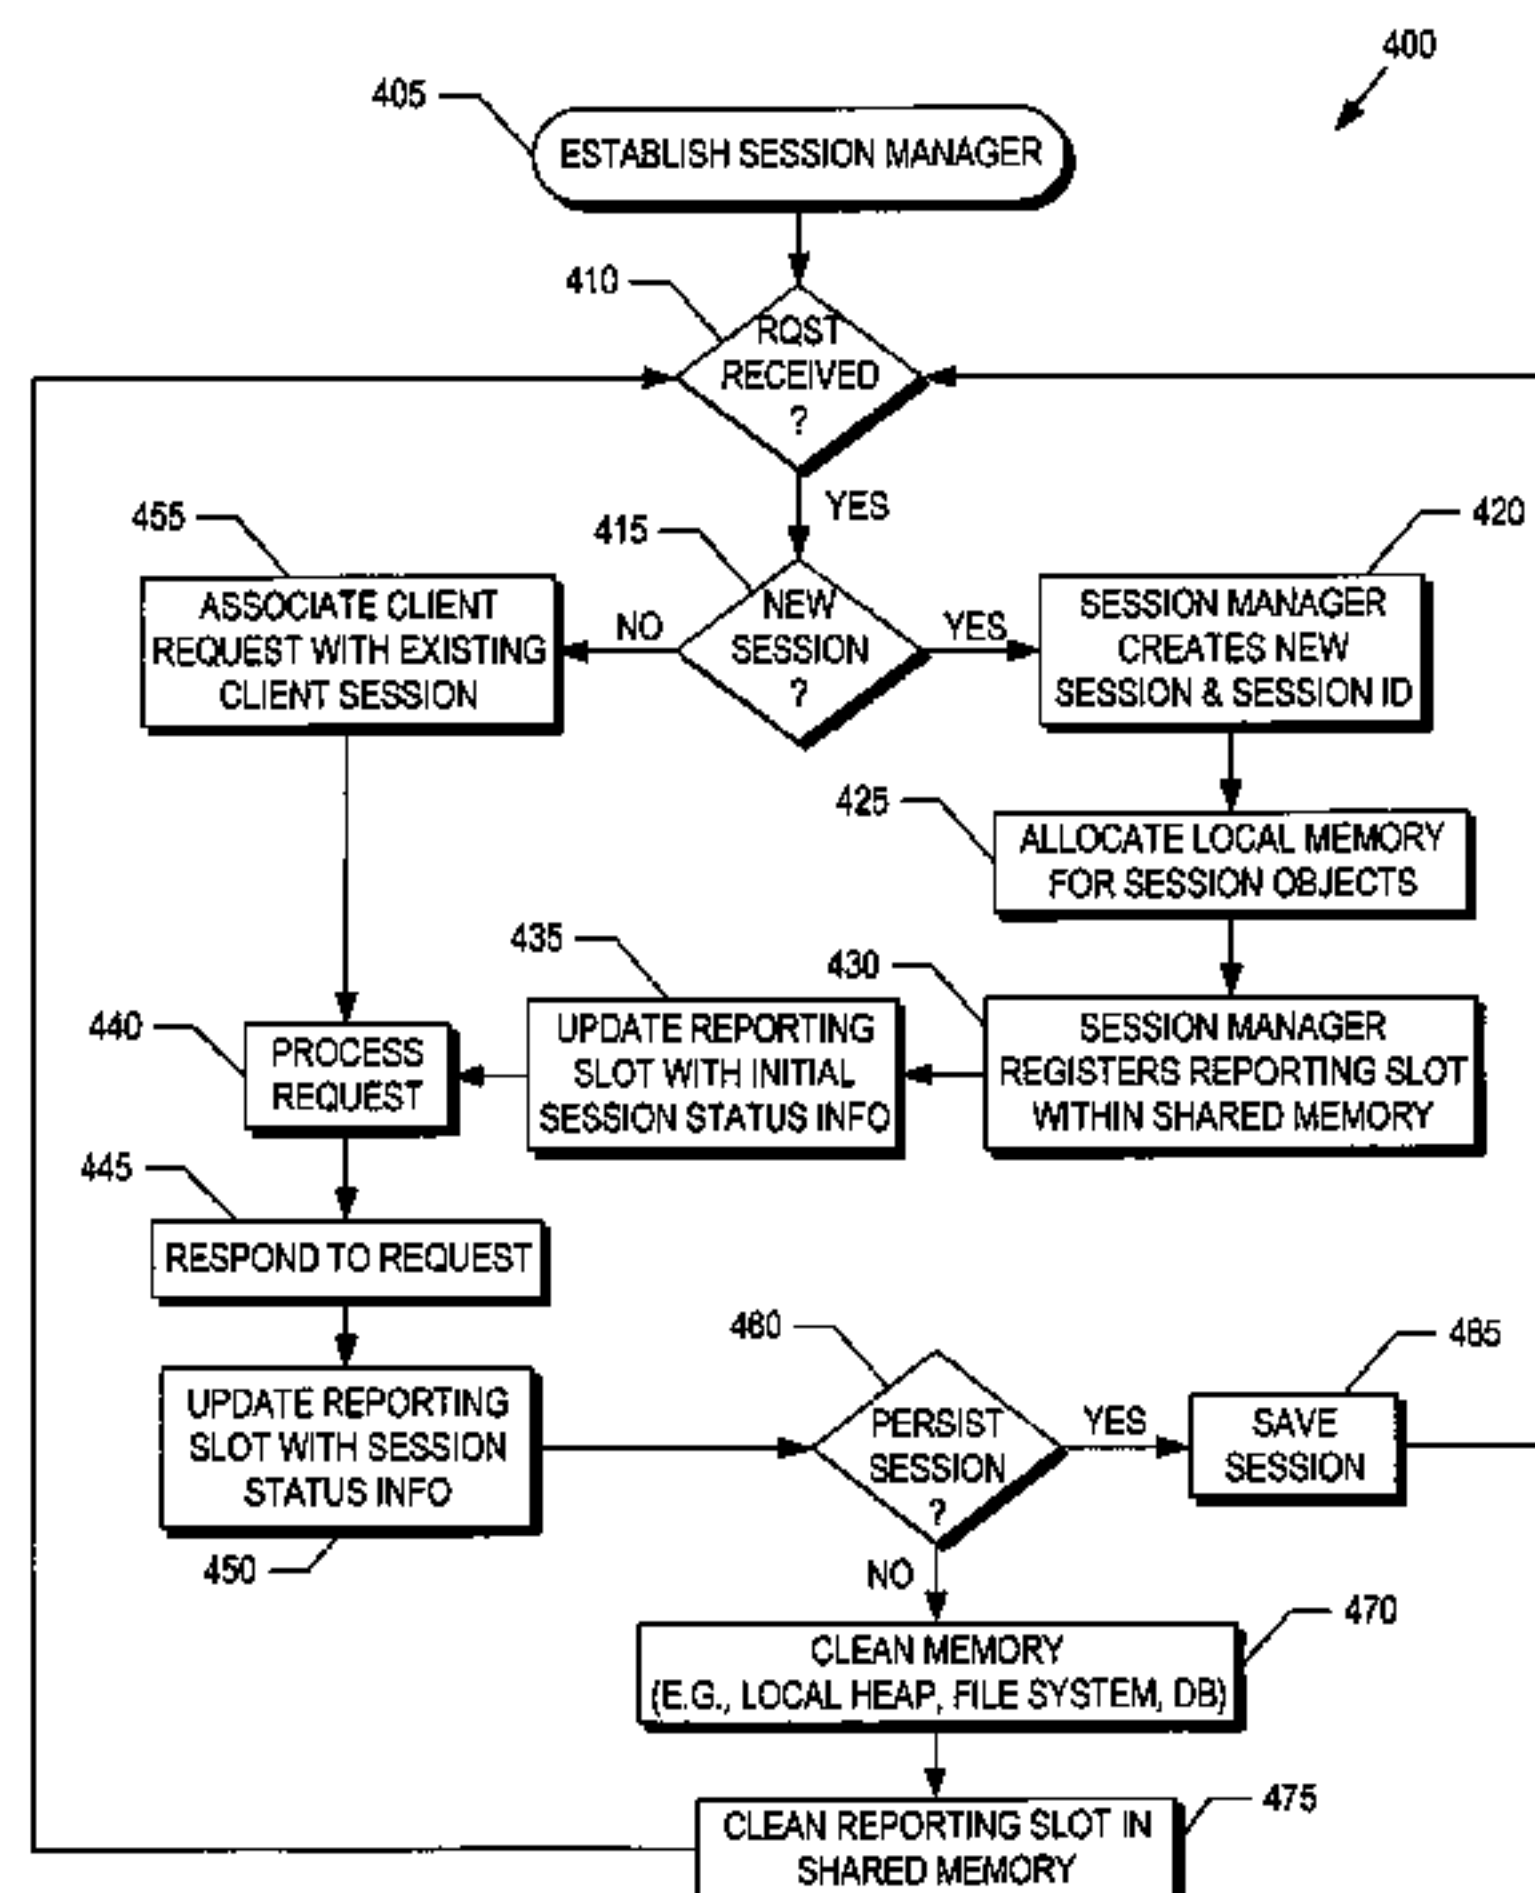 400
405
ESTABLISH SESSION MANAGER
410
RQST
RECEIVED
?
YES
415
NEW
SESSION
?
NO
YES
455
ASSOCIATE CLIENT
REQUEST WITH EXISTING
CLIENT SESSION
420
SESSION MANAGER
CREATES NEW
SESSION & SESSION ID
425
ALLOCATE LOCAL MEMORY
FOR SESSION OBJECTS
430
SESSION MANAGER
REGISTERS REPORTING SLOT
WITHIN SHARED MEMORY
435
UPDATE REPORTING
SLOT WITH INITIAL
SESSION STATUS INFO
440
PROCESS
REQUEST
445
RESPOND TO REQUEST
UPDATE REPORTING
SLOT WITH SESSION
STATUS INFO
450
460
PERSIST
SESSION
?
YES
465
SAVE
SESSION
NO
470
CLEAN MEMORY
(E.G., LOCAL HEAP, FILE SYSTEM, DB)
475
CLEAN REPORTING SLOT IN
SHARED MEMORY